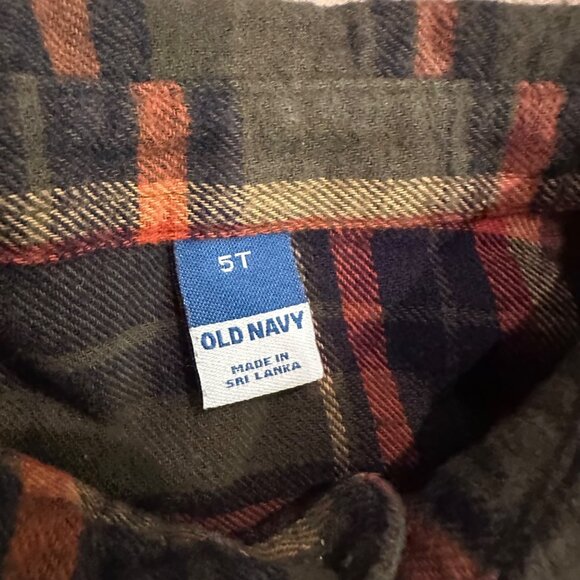 5T
OLD NAVY
MADE IN
SRI LANKA